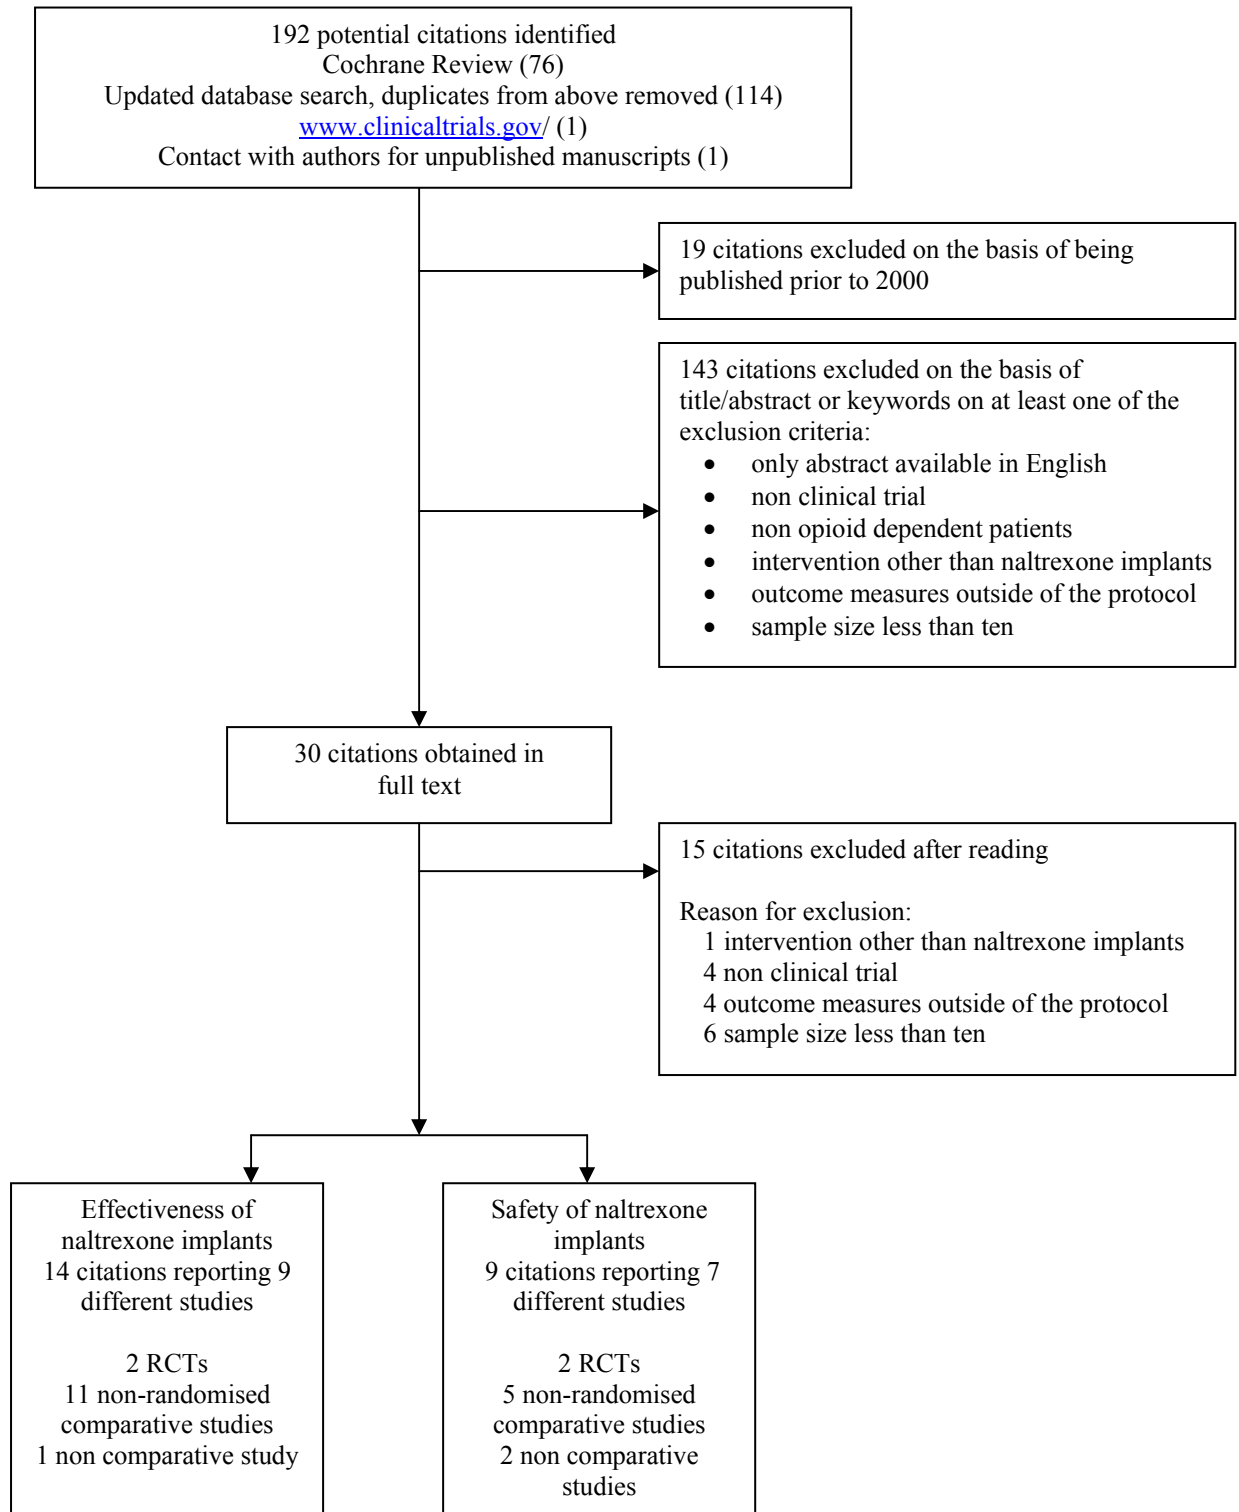 192 potential citations identified
Cochrane Review (76)
Updated database search, duplicates from above removed (114)
www.clinicaltrials.gov/ (1)
Contact with authors for unpublished manuscripts (1)
19 citations excluded on the basis of being
published prior to 2000
143 citations excluded on the basis of
title/abstract or keywords on at least one of the
exclusion criteria:
• only abstract available in English
• non clinical trial
• non opioid dependent patients
• intervention other than naltrexone implants
• outcome measures outside of the protocol
• sample size less than ten
30 citations obtained in
full text
15 citations excluded after reading
Reason for exclusion:
1 intervention other than naltrexone implants
4 non clinical trial
4 outcome measures outside of the protocol
6 sample size less than ten
Effectiveness of
naltrexone implants
14 citations reporting 9
different studies
2 RCTs
11 non-randomised
comparative studies
1 non comparative study
Safety of naltrexone
implants
9 citations reporting 7
different studies
2 RCTs
5 non-randomised
comparative studies
2 non comparative
studies